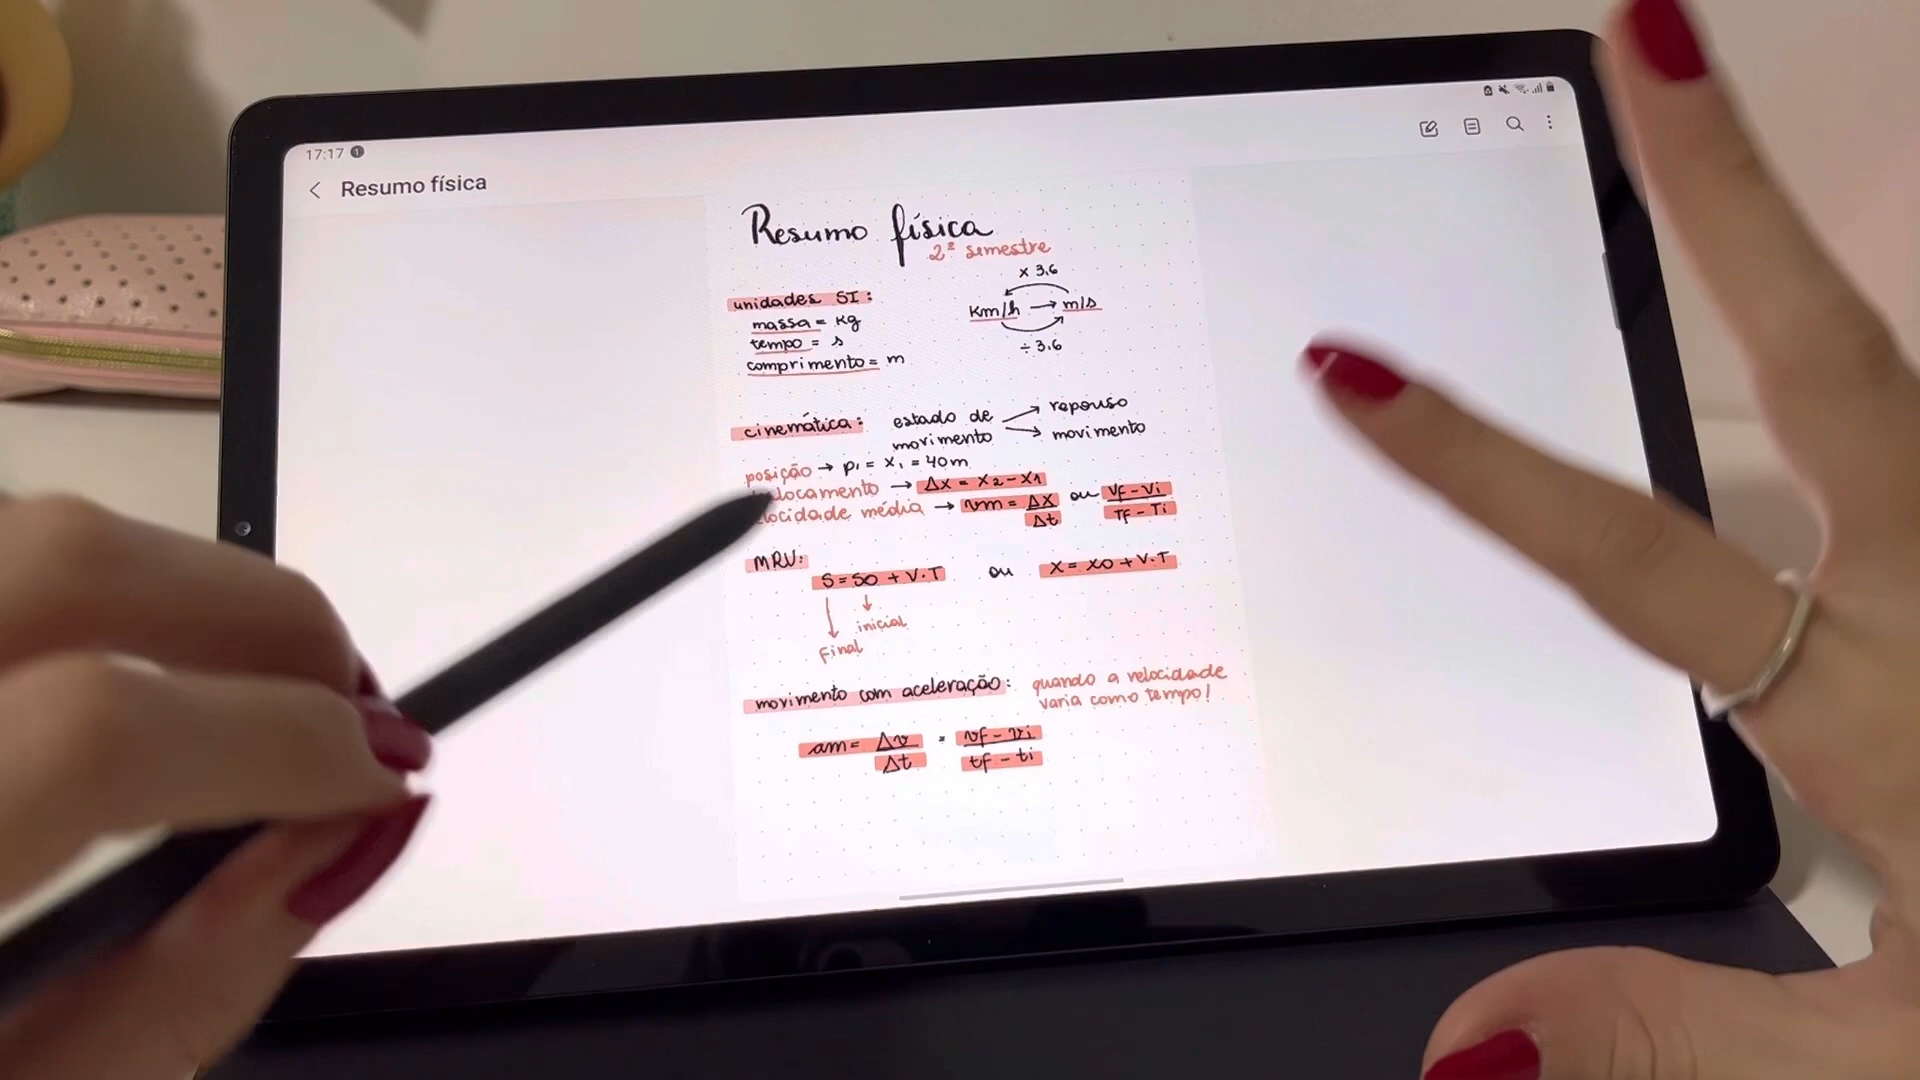 17:17
Resumo física
Resumo física
2º semestre
unidades SI:
massa = Kg
tempo = s
comprimento = m
x 3,6
Km/h → m/s
÷ 3,6
cinemática: estado de movimento
repouso
movimento
posição → p₁ = x₁ = 40m
→ Δx = x2 - x1
média → vm = Δx/Δt ou Vf - Vi/Tf - Ti
MRU:
S = S0 + V.T ou X = X0 + V.T
inicial
Final
movimento com aceleração: quando a velocidade
varia como tempo!
am = Δv/Δt = vf - vi/tf - ti